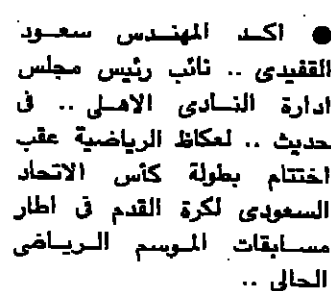 ● اكد المهندس سعود
القفيدى .. نائب رئيس مجلس
ادارة النادى الاهلى .. فى
حديث .. لعكاظ الرياضية عقب
اختتام بطولة كأس الاتحاد
السعودى لكرة القدم فى اطار
مسابقات الموسم الرياضى
الحالى ..